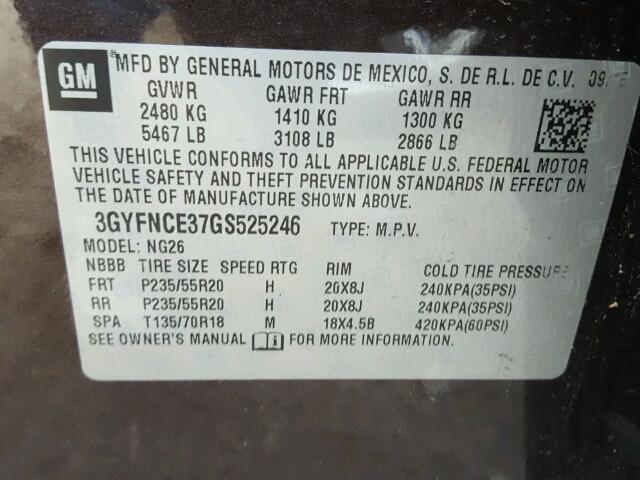 GM
MFD BY GENERAL MOTORS DE MEXICO, S. DE R.L. DE C.V.
GVWR GAWR FRT GAWR RR
2480 KG 1410 KG 1300 KG
5467 LB 3108 LB 2866 LB
THIS VEHICLE CONFORMS TO ALL APPLICABLE U.S. FEDERAL MOTOR
VEHICLE SAFETY AND THEFT PREVENTION STANDARDS IN EFFECT ON
THE DATE OF MANUFACTURE SHOWN ABOVE.
3GYFNCE37GS525246 TYPE: M.P.V.
MODEL: NG26
NBBB TIRE SIZE SPEED RTG RIM COLD TIRE PRESSURE
FRT P235/55R20 H 20X8J 240KPA(35PSI)
RR P235/55R20 H 20X8J 240KPA(35PSI)
SPA T135/70R18 M 18X4.5B 420KPA(60PSI)
SEE OWNER'S MANUAL FOR MORE INFORMATION.